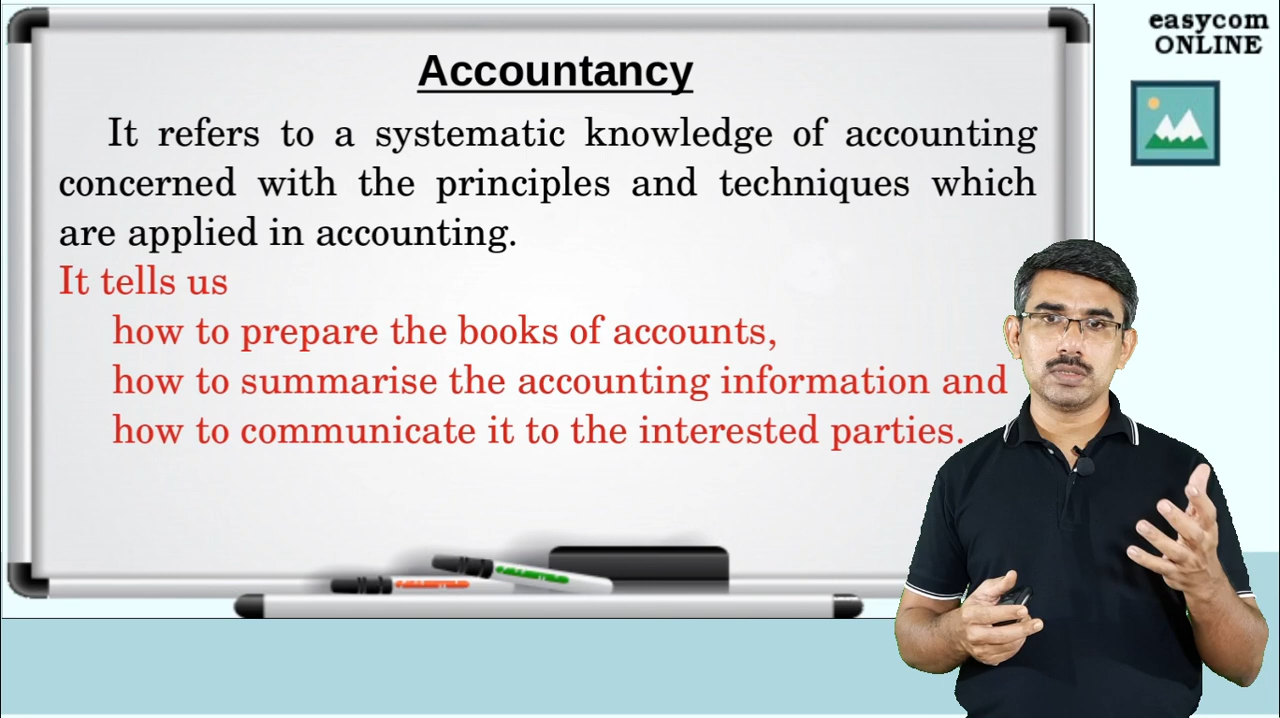 easycom
ONLINE
Accountancy
It refers to a systematic knowledge of accounting
concerned with the principles and techniques which
are applied in accounting.
It tells us
how to prepare the books of accounts,
how to summarise the accounting information and
how to communicate it to the interested parties.